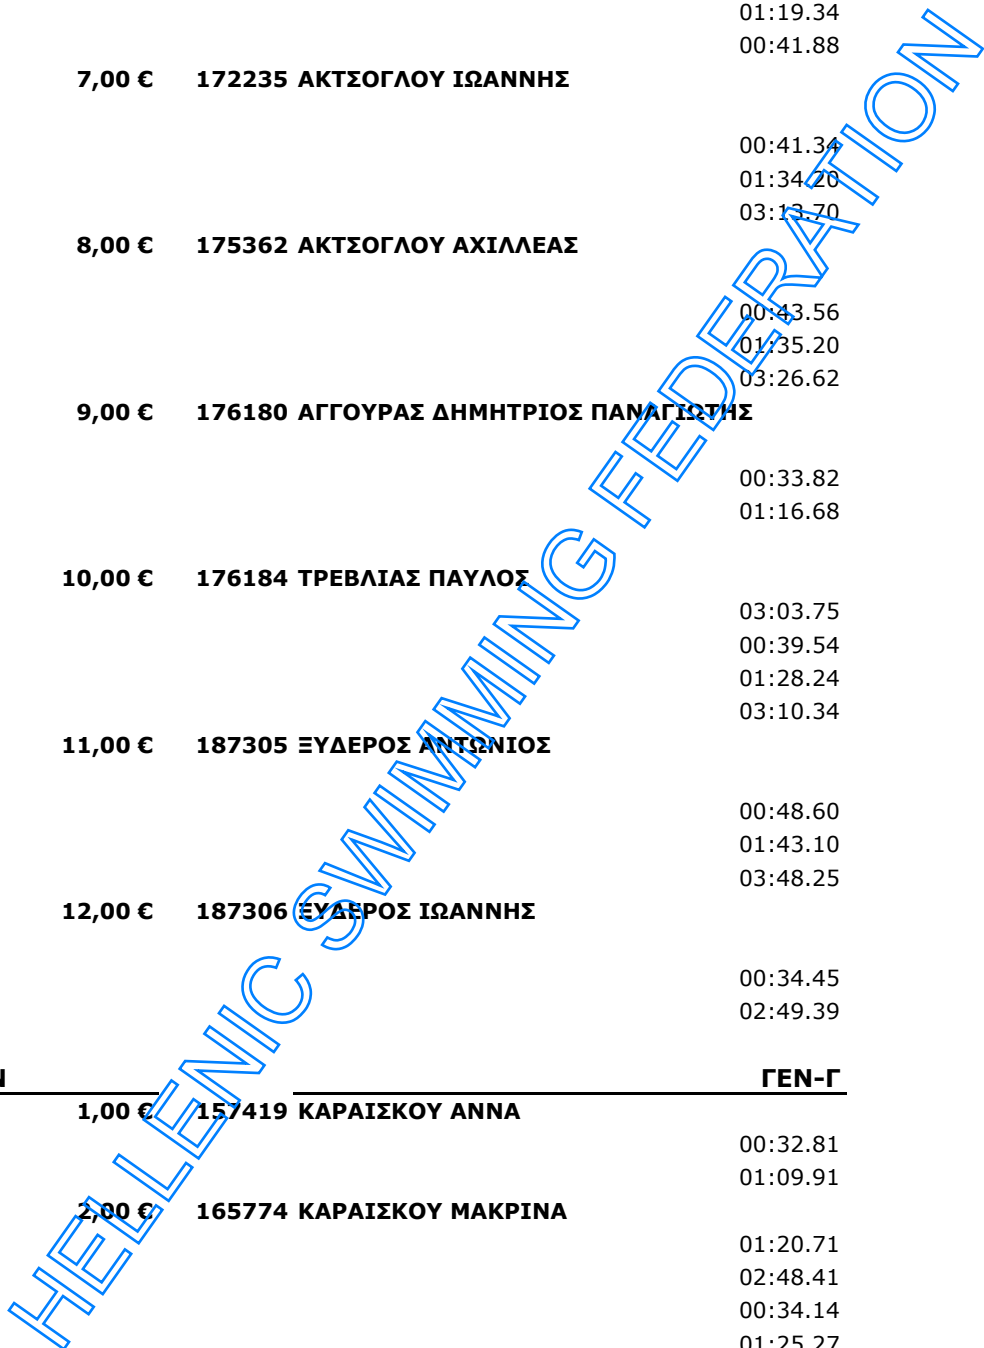 01:19.34
00:41.88
7,00 € 172235 ΑΚΤΣΟΓΛΟΥ ΙΩΑΝΝΗΣ
00:41.34
01:34.20
03:13.70
8,00 € 175362 ΑΚΤΣΟΓΛΟΥ ΑΧΙΛΛΕΑΣ
00:43.56
01:35.20
03:26.62
9,00 € 176180 ΑΓΓΟΥΡΑΣ ΔΗΜΗΤΡΙΟΣ ΠΑΝΑΓΙΩΤΗΣ
00:33.82
01:16.68
10,00 € 176184 ΤΡΕΒΛΙΑΣ ΠΑΥΛΟΣ
03:03.75
00:39.54
01:28.24
03:10.34
11,00 € 187305 ΞΥΔΕΡΟΣ ΑΝΤΩΝΙΟΣ
00:48.60
01:43.10
03:48.25
12,00 € 187306 ΞΥΔΕΡΟΣ ΙΩΑΝΝΗΣ
00:34.45
02:49.39
ΓΕΝ-Γ
1,00 € 157419 ΚΑΡΑΙΣΚΟΥ ΑΝΝΑ
00:32.81
01:09.91
2,00 € 165774 ΚΑΡΑΙΣΚΟΥ ΜΑΚΡΙΝΑ
01:20.71
02:48.41
00:34.14
01:25.27
HELLENIC SWIMMING FEDERATION